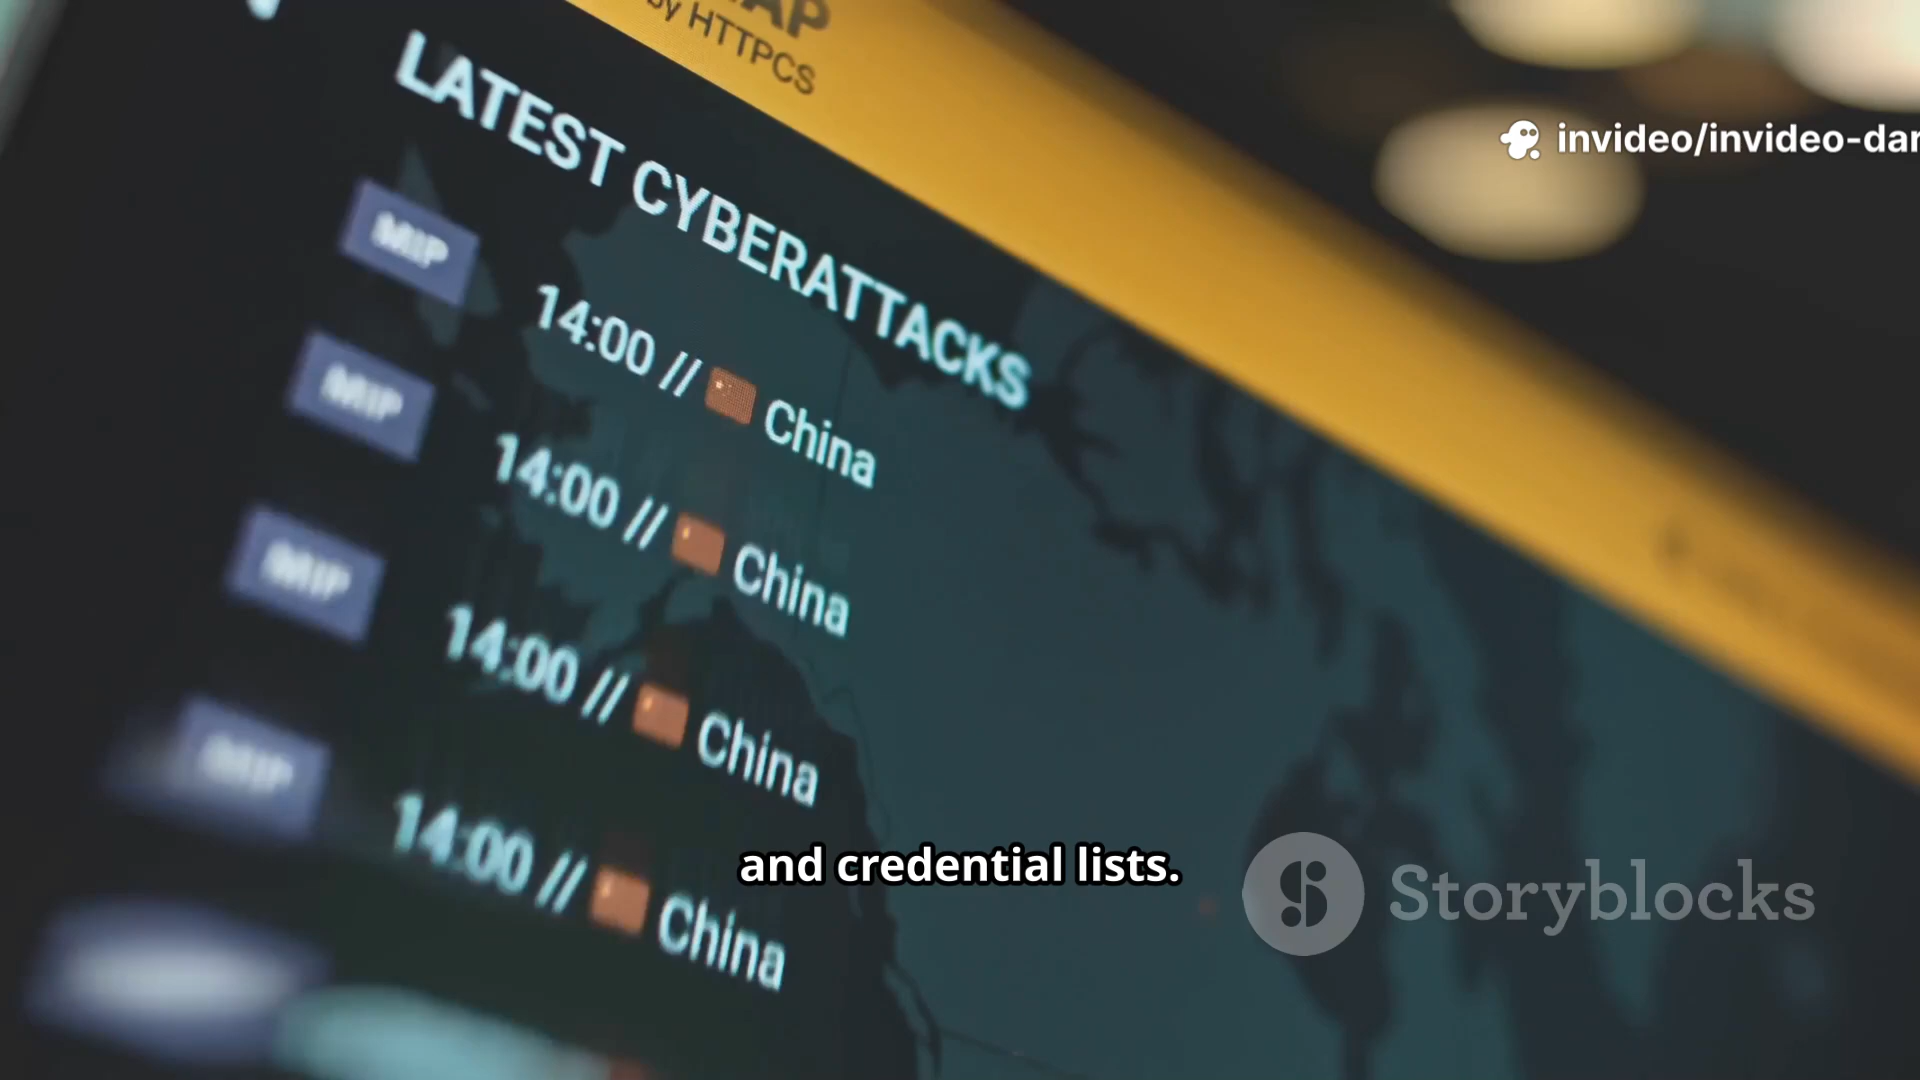 by HTTPCS
LATEST CYBERATTACKS
MIP
14:00 // China
MIP
14:00 // China
MIP
14:00 // China
MIP
14:00 // China
invideo/invideo-dar
and credential lists.
Storyblocks